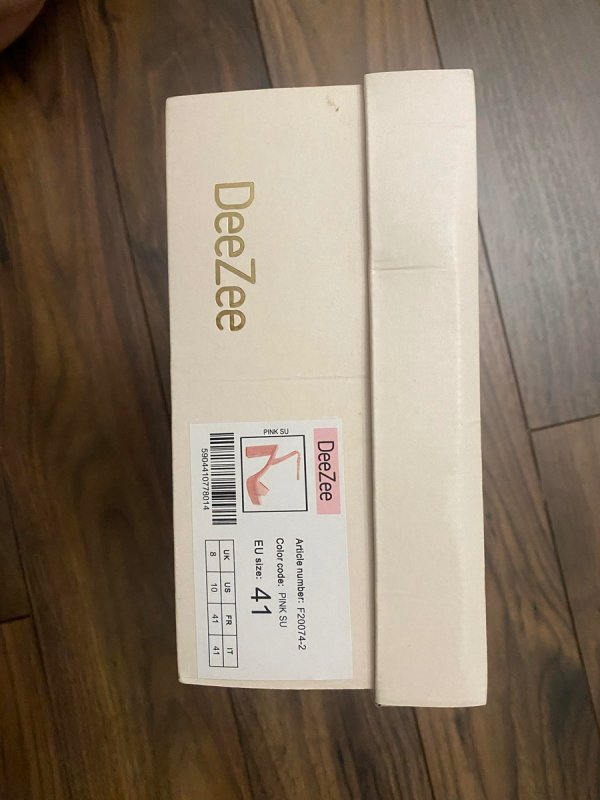 DeeZee
DeeZee
PINK SU
Article number: F20074-2
Color code: PINK SU
EU size: 41
5904410778014
UK US FR IT
8 10 41 41